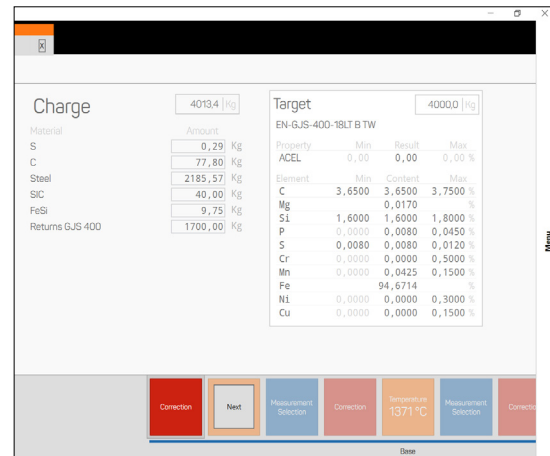 X
Charge 4013,4 Kg
Material Amount
S 0,29 Kg
C 77,80 Kg
Steel 2185,57 Kg
SIC 40,00 Kg
FeSi 9,75 Kg
Returns GJS 400 1700,00 Kg
Target 4000,0 Kg
EN-GJS-400-18LT B TW
Property Min Result Max
ACEL 0,00 0,00 0,00 %
Element Min Content Max
C 3,6500 3,6500 3,7500 %
Mg 0,0170 %
Si 1,6000 1,6000 1,8000 %
P 0,0000 0,0080 0,0450 %
S 0,0080 0,0080 0,0120 %
Cr 0,0000 0,0000 0,5000 %
Mn 0,0000 0,0425 0,1500 %
Fe 94,6714 %
Ni 0,0000 0,0000 0,3000 %
Cu 0,0000 0,0000 0,1500 %
Menu
Correction
Next
Measurement
Selection
Correction
Temperature
1371 °C
Measurement
Selection
Correctio
Base